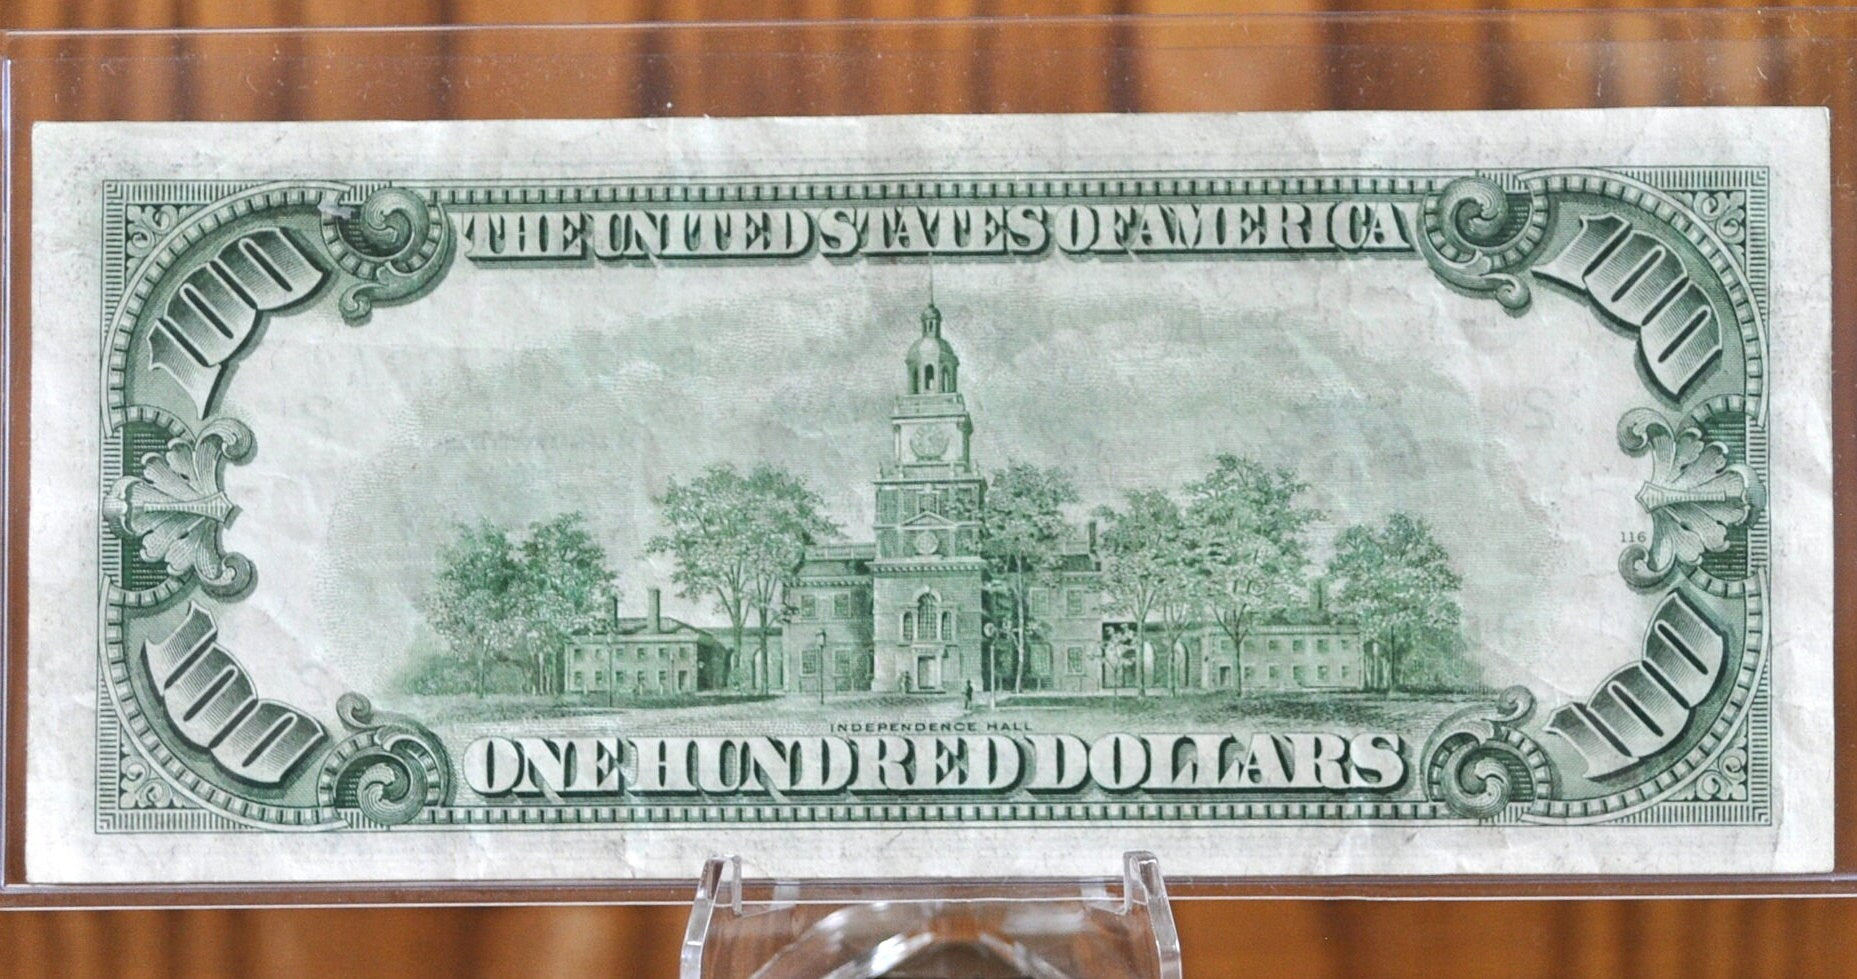 THE UNITED STATES OF AMERICA
100
100
116
100
100
INDEPENDENCE HALL
ONE HUNDRED DOLLARS